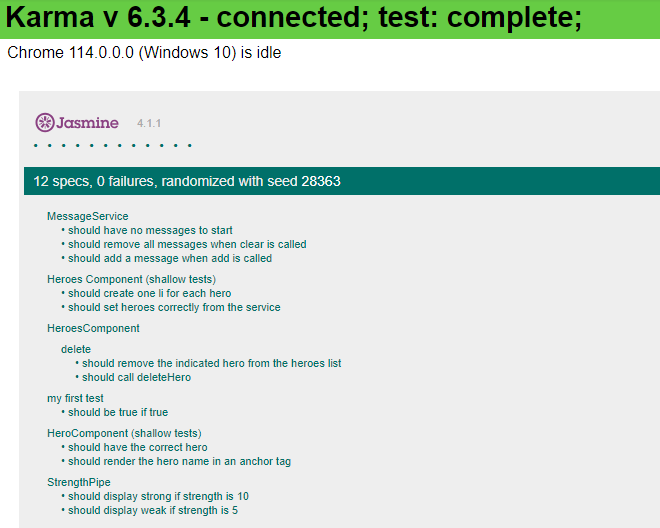 Karma v 6.3.4 - connected; test: complete;
Chrome 114.0.0.0 (Windows 10) is idle
Jasmine 4.1.1
• • • • • • • • • • • •
12 specs, 0 failures, randomized with seed 28363
MessageService
• should have no messages to start
• should remove all messages when clear is called
• should add a message when add is called
Heroes Component (shallow tests)
• should create one li for each hero
• should set heroes correctly from the service
HeroesComponent
delete
• should remove the indicated hero from the heroes list
• should call deleteHero
my first test
• should be true if true
HeroComponent (shallow tests)
• should have the correct hero
• should render the hero name in an anchor tag
StrengthPipe
• should display strong if strength is 10
• should display weak if strength is 5